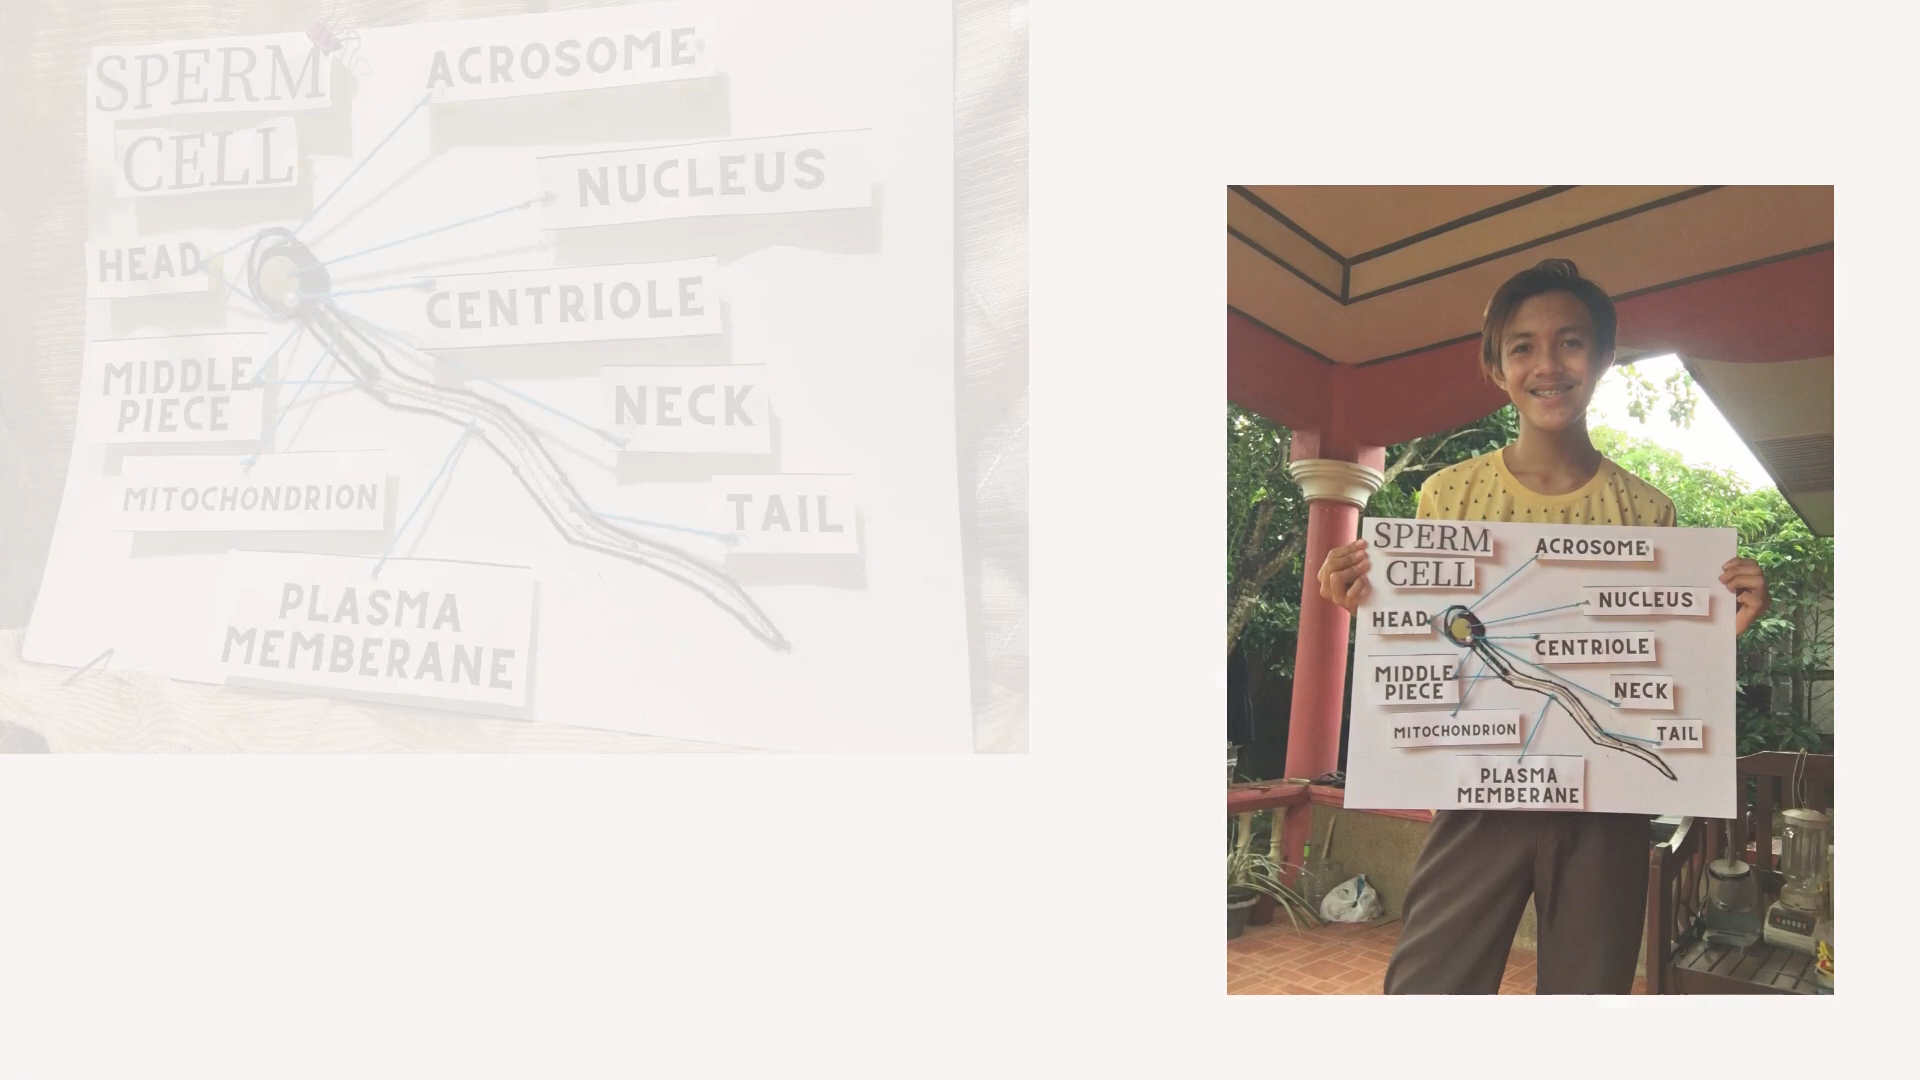 SPERM
CELL
ACROSOME
NUCLEUS
HEAD
CENTRIOLE
MIDDLE
PIECE
NECK
MITOCHONDRION
TAIL
PLASMA
MEMBERANE
SPERM
CELL
ACROSOME
NUCLEUS
HEAD
CENTRIOLE
MIDDLE
PIECE
NECK
MITOCHONDRION
TAIL
PLASMA
MEMBERANE